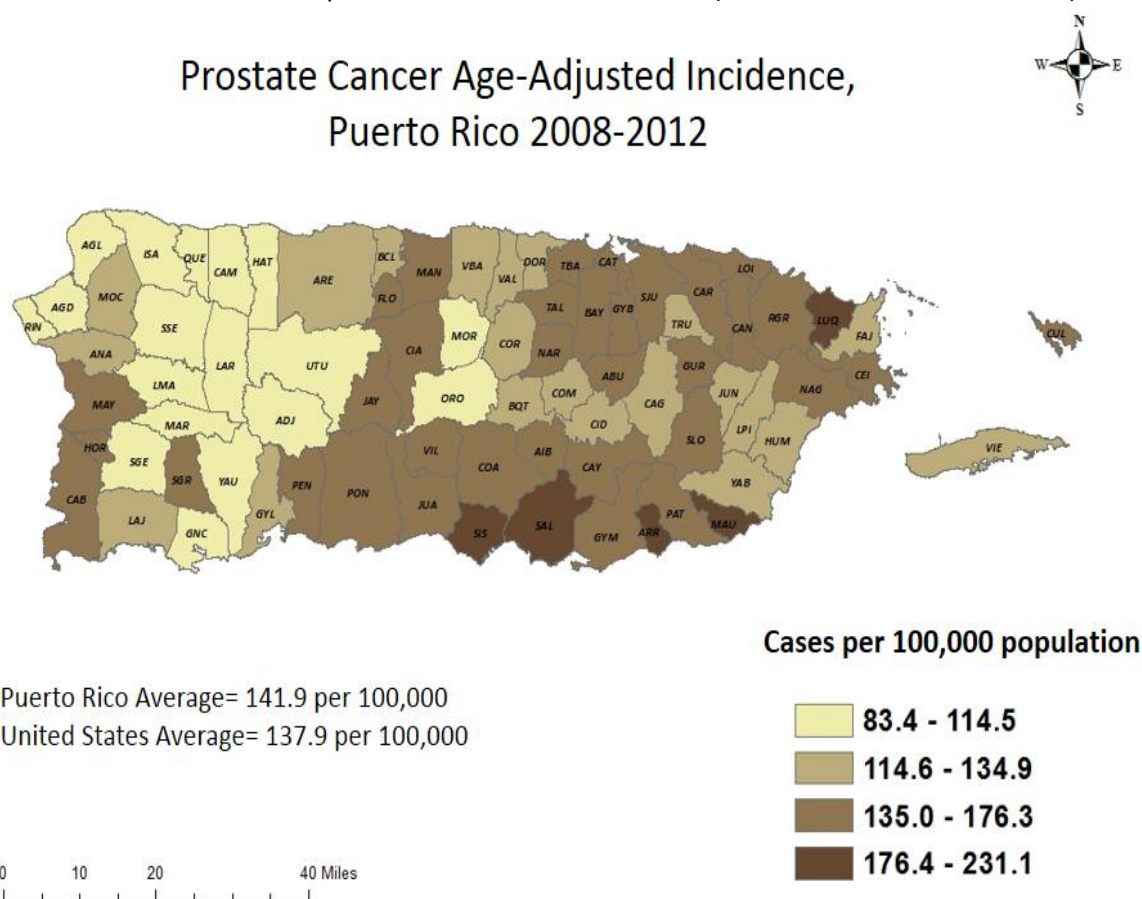 N
W E
S
Prostate Cancer Age-Adjusted Incidence,
Puerto Rico 2008-2012
AGL
ISA
QUE
CAM
HAT
ARE
BCL
MAN
VBA
VAL
DOR
TBA
CAT
LOI
MOC
AGD
RIN
SSE
FLO
TAL
BAY
GYB
SJU
CAR
CAN
RGR
LUQ
FAJ
CUL
TRU
ANA
LAR
UTU
CIA
MOR
COR
NAR
LMA
MAY
ADJ
JAY
ORO
BQT
COM
ABU
GUR
CAG
JUN
NAG
CEI
MAR
CID
LPI
HUM
SLO
HOR
SGE
SGR
YAU
PEN
PON
VIL
COA
AIB
CAY
VIE
CAB
LAJ
GNC
GYL
JUA
SIS
SAL
GYM
ARR
PAT
MAU
YAB
Cases per 100,000 population
83.4 - 114.5
114.6 - 134.9
135.0 - 176.3
176.4 - 231.1
Puerto Rico Average= 141.9 per 100,000
United States Average= 137.9 per 100,000
0 10 20 40 Miles